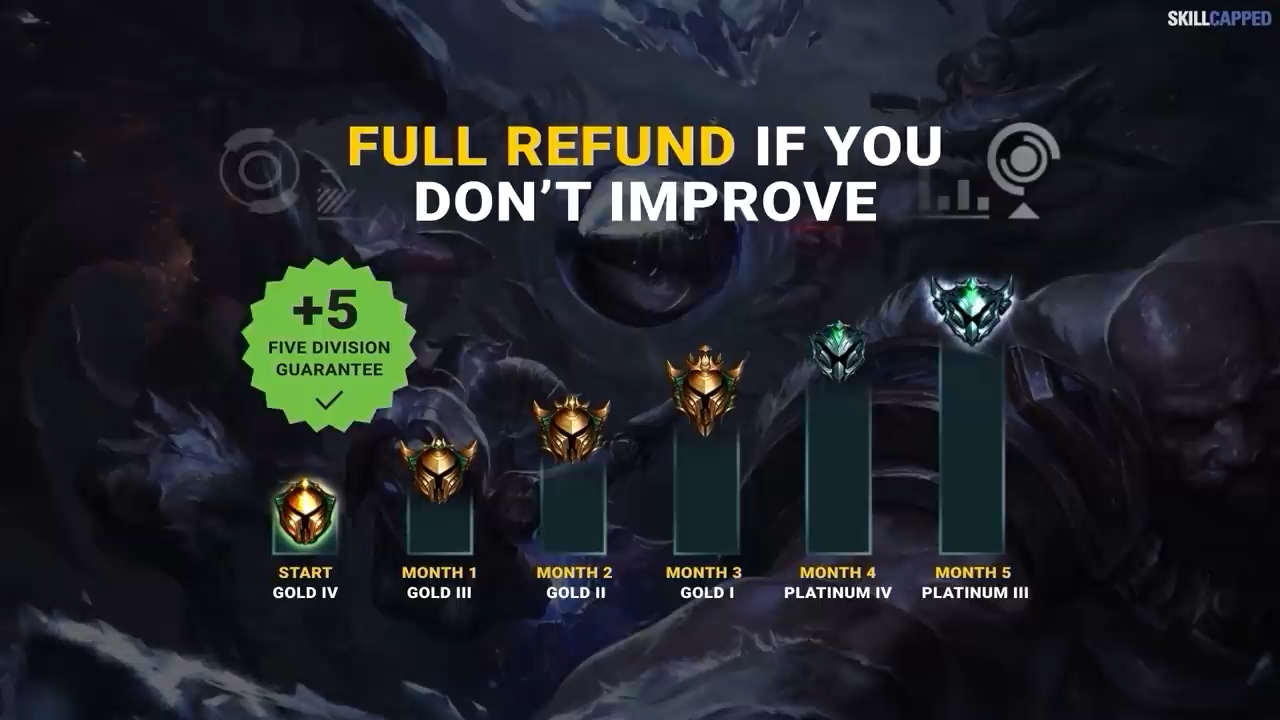 SKILLCAPPED
FULL REFUND IF YOU
DON'T IMPROVE
+5
FIVE DIVISION
GUARANTEE
START
GOLD IV
MONTH 1
GOLD III
MONTH 2
GOLD II
MONTH 3
GOLD I
MONTH 4
PLATINUM IV
MONTH 5
PLATINUM III